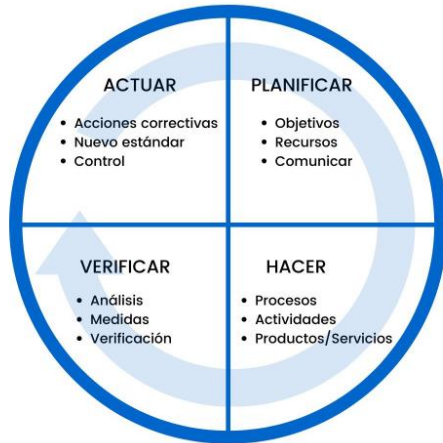 ACTUAR
• Acciones correctivas
• Nuevo estándar
• Control
PLANIFICAR
• Objetivos
• Recursos
• Comunicar
VERIFICAR
• Análisis
• Medidas
• Verificación
HACER
• Procesos
• Actividades
• Productos/Servicios